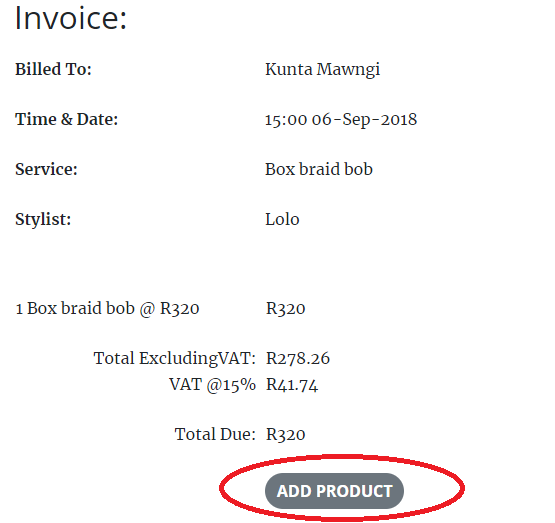 Invoice:
Billed To: Kunta Mawngi
Time & Date: 15:00 06-Sep-2018
Service: Box braid bob
Stylist: Lolo
1 Box braid bob @ R320 R320
Total ExcludingVAT: R278.26
VAT @15% R41.74
Total Due: R320
ADD PRODUCT